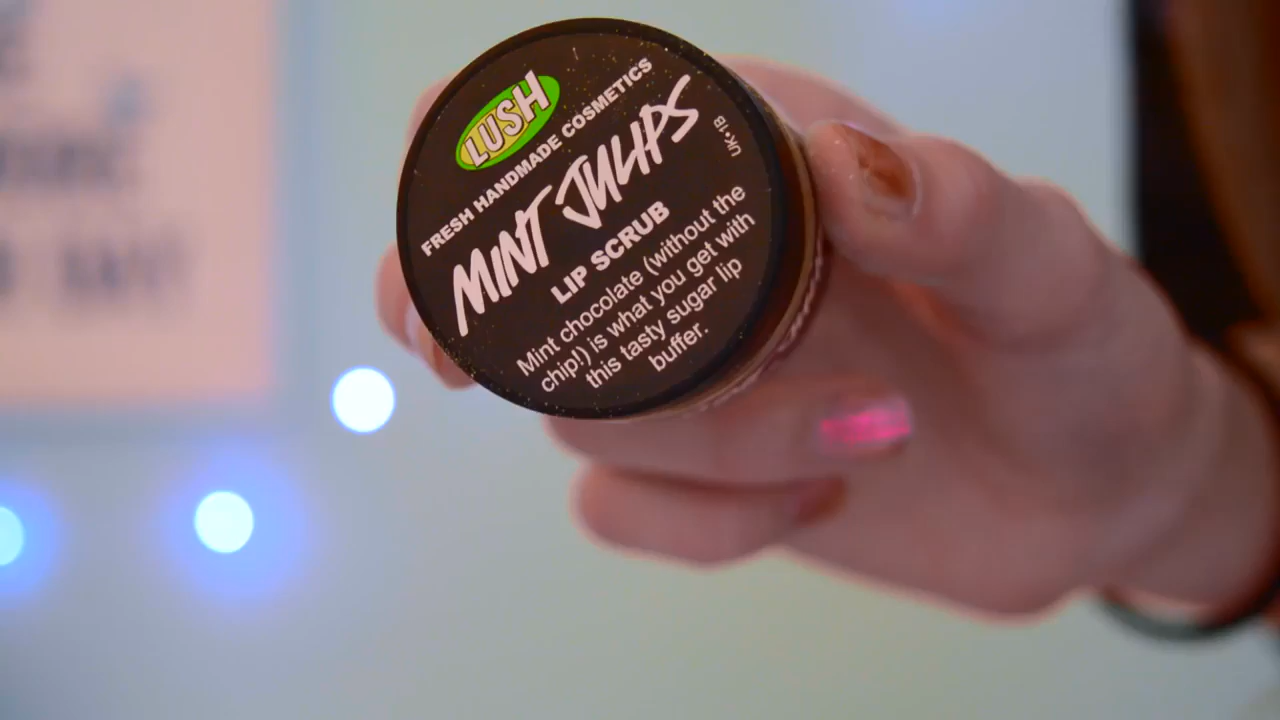 LUSH
FRESH HANDMADE COSMETICS
MINT JULIPS
UK•1B
LIP SCRUB
Mint chocolate (without the
chip!) is what you get with
this tasty sugar lip
buffer.